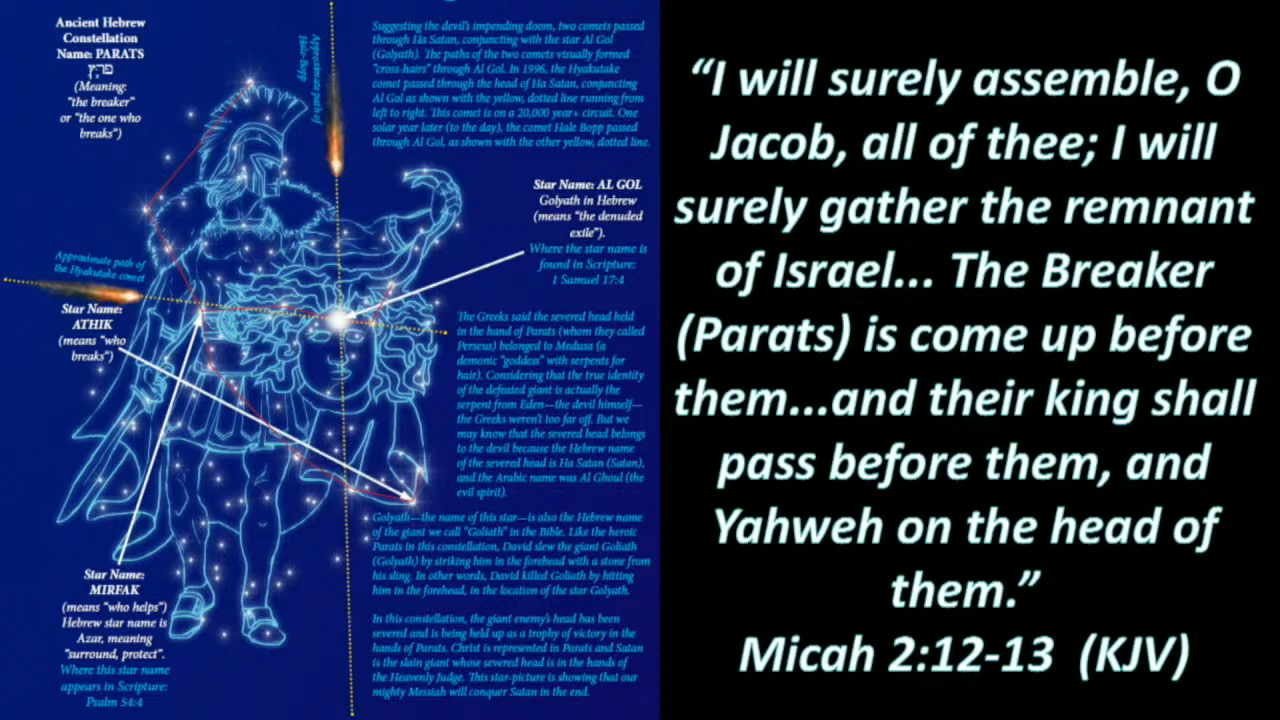 Ancient Hebrew
Constellation
Name: PARATS
פרץ
(Meaning:
“the breaker”
or “the one who
breaks”)
Approximate path of
Hale-Bopp
Suggesting the devil's impending doom, two comets passed
through Ha Satan, conjuncting with the star Al Gol
(Golyath). The paths of the two comets visually formed
“cross-hairs” through Al Gol. In 1996, the Hyakutake
comet passed through the head of Ha Satan, conjuncting
Al Gol as shown with the yellow, dotted line running from
left to right. This comet is on a 20,000 year+ circuit. One
solar year later (to the day), the comet Hale Bopp passed
through Al Gol, as shown with the other yellow, dotted line.
Star Name: AL GOL
Golyath in Hebrew
(means “the denuded
exile”).
Where the star name is
found in Scripture:
1 Samuel 17:4
Approximate path of
the Hyakutake comet
Star Name:
ATHIK
(means “who
breaks”)
The Greeks said the severed head held
in the hand of Parats (whom they called
Perseus) belonged to Medusa (a
demonic “goddess” with serpents for
hair). Considering that the true identity
of the defeated giant is actually the
serpent from Eden—the devil himself—
the Greeks weren't too far off. But we
may know that the severed head belongs
to the devil because the Hebrew name
of the severed head is Ha Satan (Satan),
and the Arabic name was Al Ghoul (the
evil spirit).
Golyath—the name of this star—is also the Hebrew name
of the giant we call “Goliath” in the Bible. Like the heroic
Parats in this constellation, David slew the giant Goliath
(Golyath) by striking him in the forehead with a stone from
his sling. In other words, David killed Goliath by hitting
him in the forehead, in the location of the star Golyath.
In this constellation, the giant enemy's head has been
severed and is being held up as a trophy of victory in the
hands of Parats. Christ is represented in Parats and Satan
is the slain giant whose severed head is in the hands of
the Heavenly Judge. This star-picture is showing that our
mighty Messiah will conquer Satan in the end.
Star Name:
MIRFAK
(means “who helps”)
Hebrew star name is
Azar, meaning
“surround, protect”.
Where this star name
appears in Scripture:
Psalm 54:4
“I will surely assemble, O
Jacob, all of thee; I will
surely gather the remnant
of Israel... The Breaker
(Parats) is come up before
them...and their king shall
pass before them, and
Yahweh on the head of
them.”
Micah 2:12-13 (KJV)